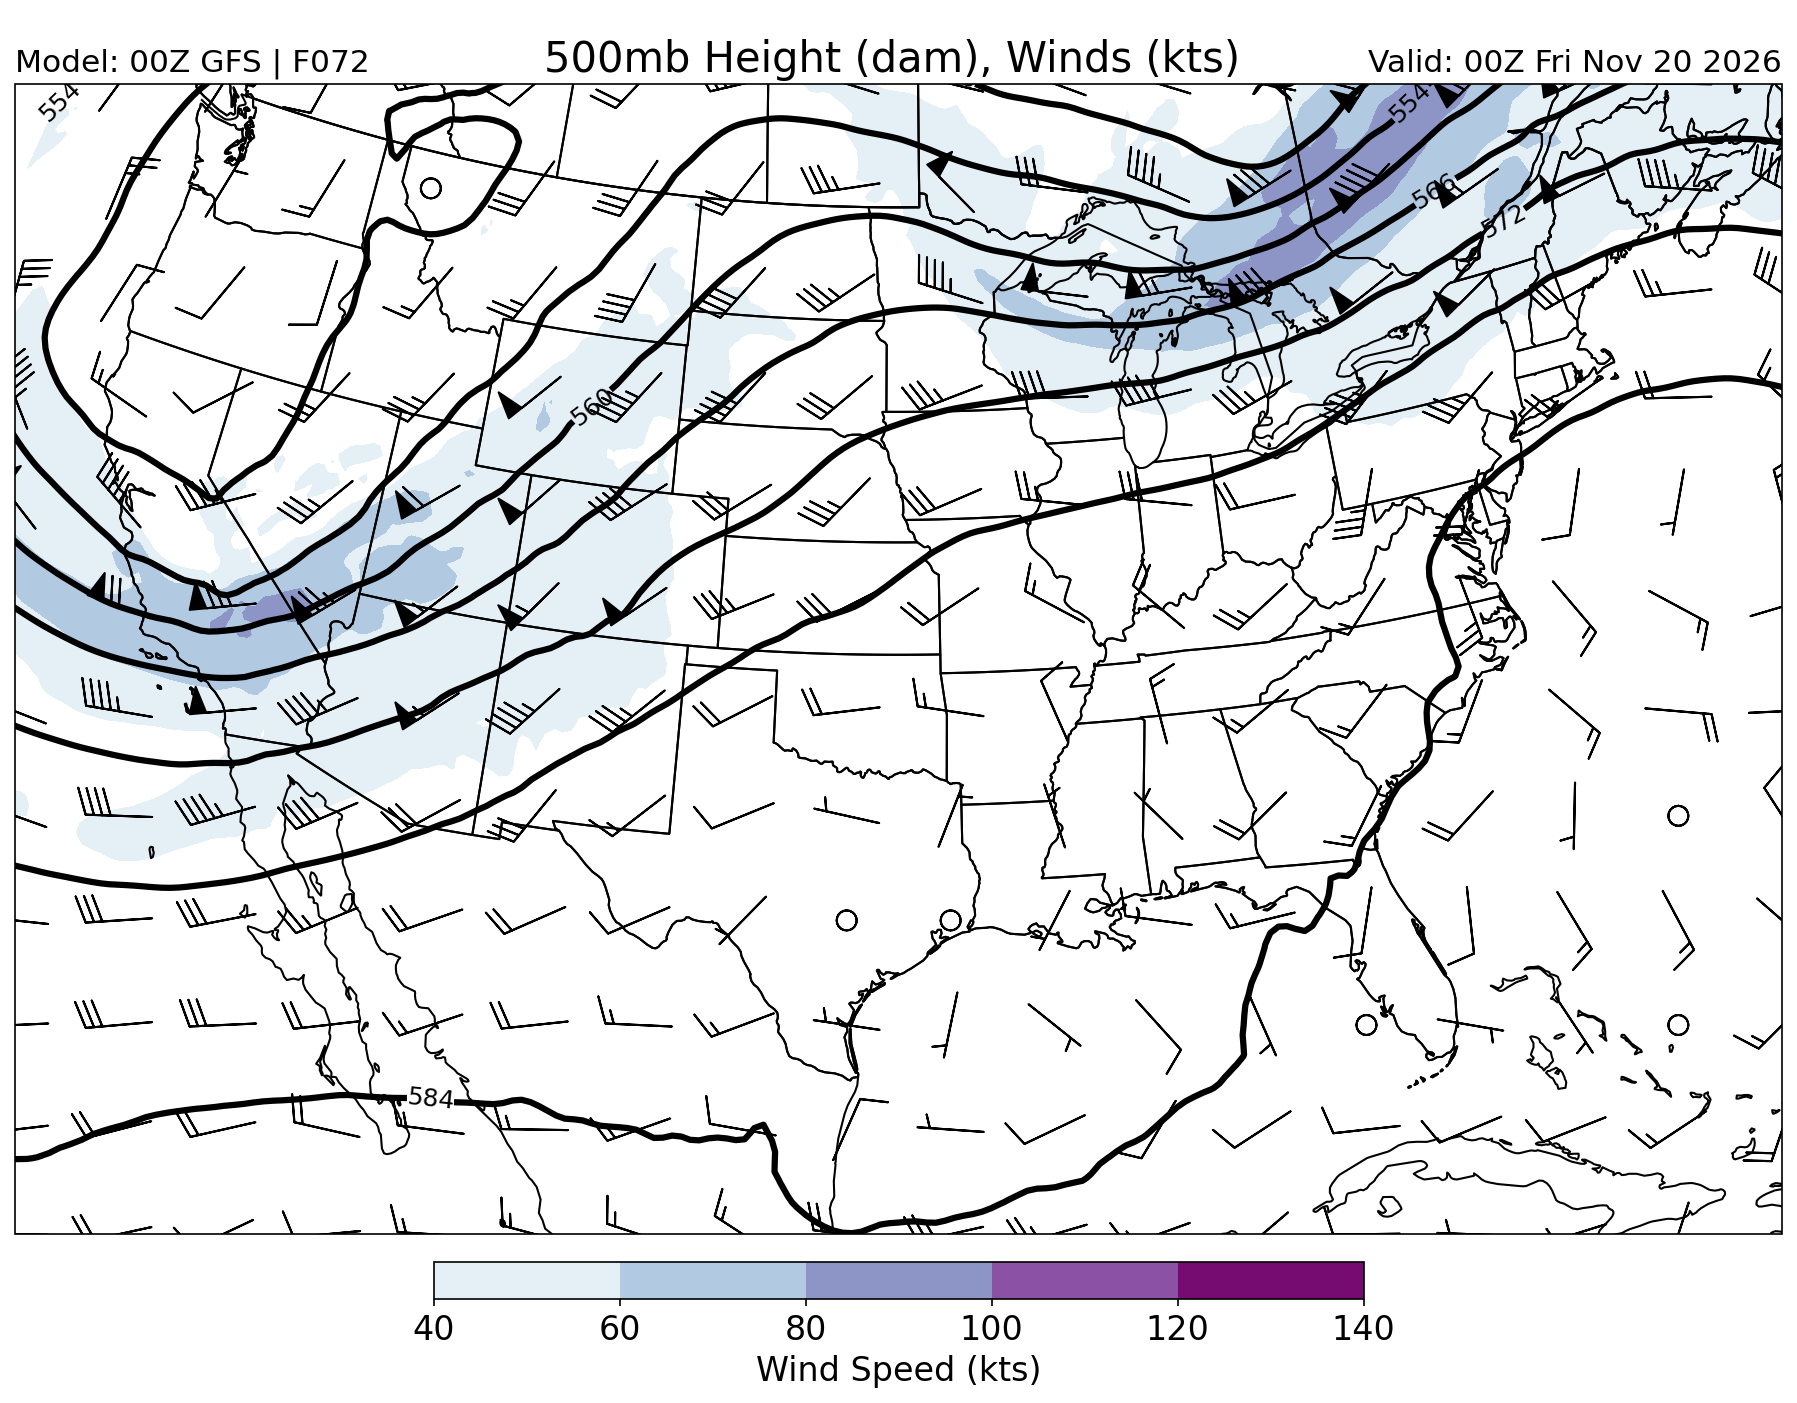 500mb Height (dam), Winds (kts)
Model: 00Z GFS | F072
Valid: 00Z Fri Nov 20 2026
554
554
566
572
560
584
40 60 80 100 120 140
Wind Speed (kts)